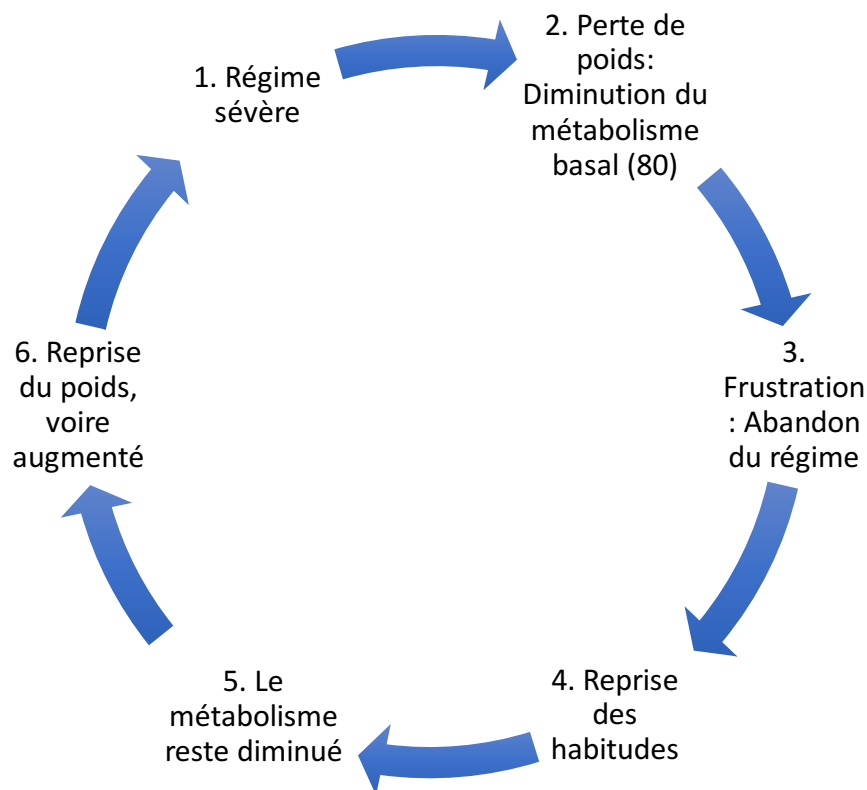 1. Régime
sévère
2. Perte de
poids:
Diminution du
métabolisme
basal (80)
3.
Frustration
: Abandon
du régime
4. Reprise
des
habitudes
5. Le
métabolisme
reste diminué
6. Reprise
du poids,
voire
augmenté